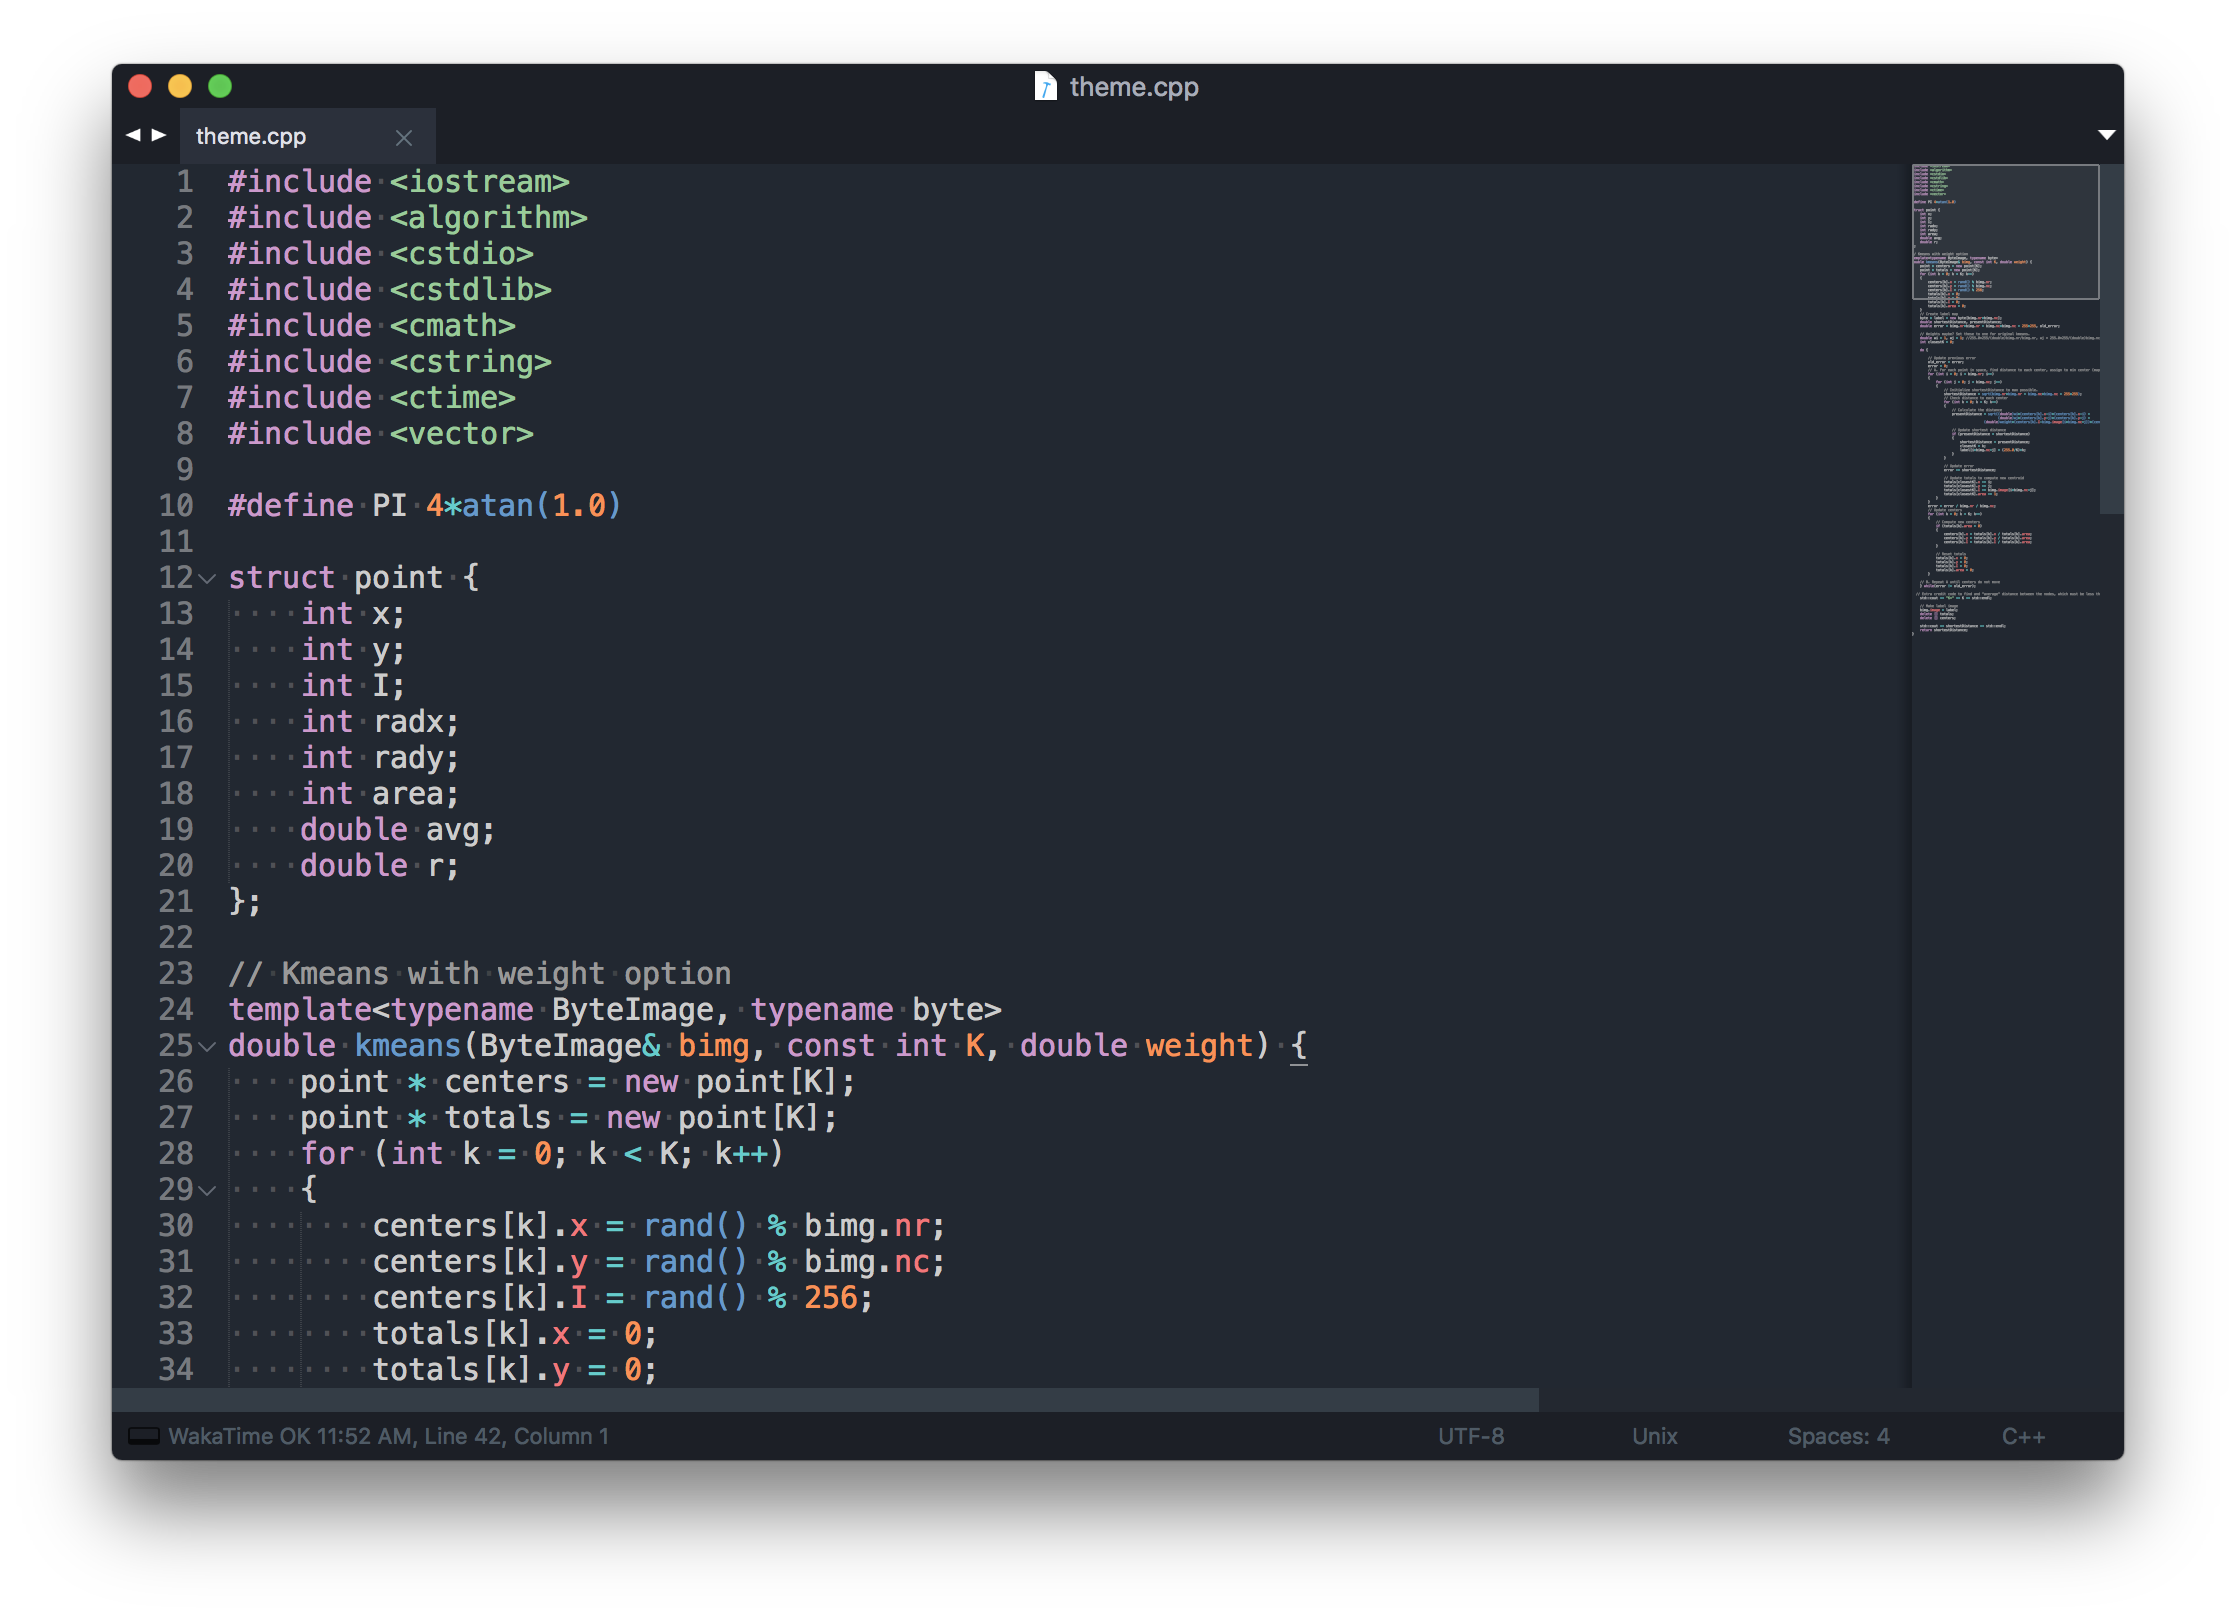 theme.cpp
theme.cpp
1 #include <iostream>
2 #include <algorithm>
3 #include <cstdio>
4 #include <cstdlib>
5 #include <cmath>
6 #include <cstring>
7 #include <ctime>
8 #include <vector>
9
10 #define PI 4*atan(1.0)
11
12 struct point {
13     int x;
14     int y;
15     int I;
16     int radx;
17     int rady;
18     int area;
19     double avg;
20     double r;
21 };
22
23 // Kmeans with weight option
24 template<typename ByteImage, typename byte>
25 double kmeans(ByteImage& bimg, const int K, double weight) {
26     point * centers = new point[K];
27     point * totals = new point[K];
28     for (int k = 0; k < K; k++)
29     {
30         centers[k].x = rand() % bimg.nr;
31         centers[k].y = rand() % bimg.nc;
32         centers[k].I = rand() % 256;
33         totals[k].x = 0;
34         totals[k].y = 0;
WakaTime OK 11:52 AM, Line 42, Column 1 UTF-8 Unix Spaces: 4 C++